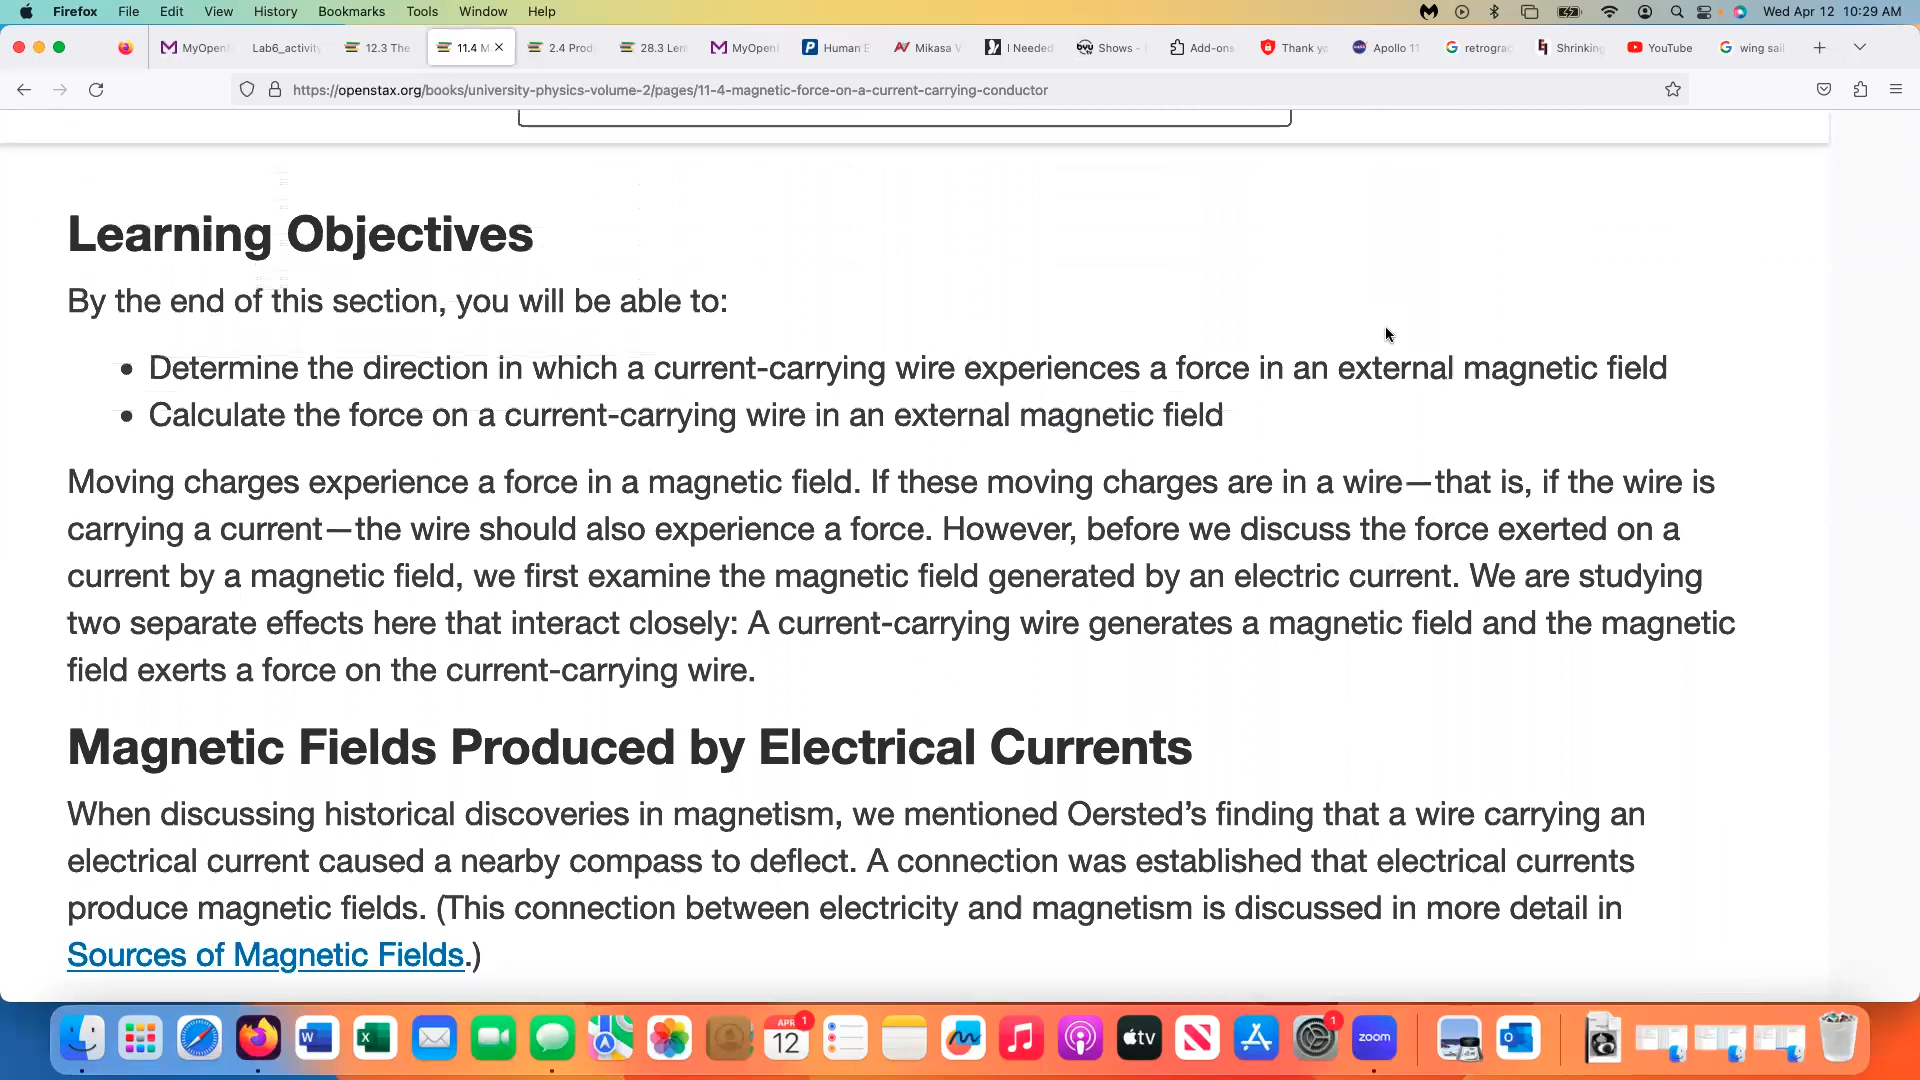 Firefox File Edit View History Bookmarks Tools Window Help Wed Apr 12 10:29 AM
MyOpen Lab6_activity 12.3 The 11.4 M 2.4 Prod 28.3 Len MyOpen Human E Mikasa V I Needed Shows - Add-ons Thank yo Apollo 11 retrograd Shrinking YouTube wing sail
https://openstax.org/books/university-physics-volume-2/pages/11-4-magnetic-force-on-a-current-carrying-conductor
Learning Objectives
By the end of this section, you will be able to:
• Determine the direction in which a current-carrying wire experiences a force in an external magnetic field
• Calculate the force on a current-carrying wire in an external magnetic field
Moving charges experience a force in a magnetic field. If these moving charges are in a wire—that is, if the wire is
carrying a current—the wire should also experience a force. However, before we discuss the force exerted on a
current by a magnetic field, we first examine the magnetic field generated by an electric current. We are studying
two separate effects here that interact closely: A current-carrying wire generates a magnetic field and the magnetic
field exerts a force on the current-carrying wire.
Magnetic Fields Produced by Electrical Currents
When discussing historical discoveries in magnetism, we mentioned Oersted’s finding that a wire carrying an
electrical current caused a nearby compass to deflect. A connection was established that electrical currents
produce magnetic fields. (This connection between electricity and magnetism is discussed in more detail in
Sources of Magnetic Fields.)
APR 1
12
tv
1
zoom